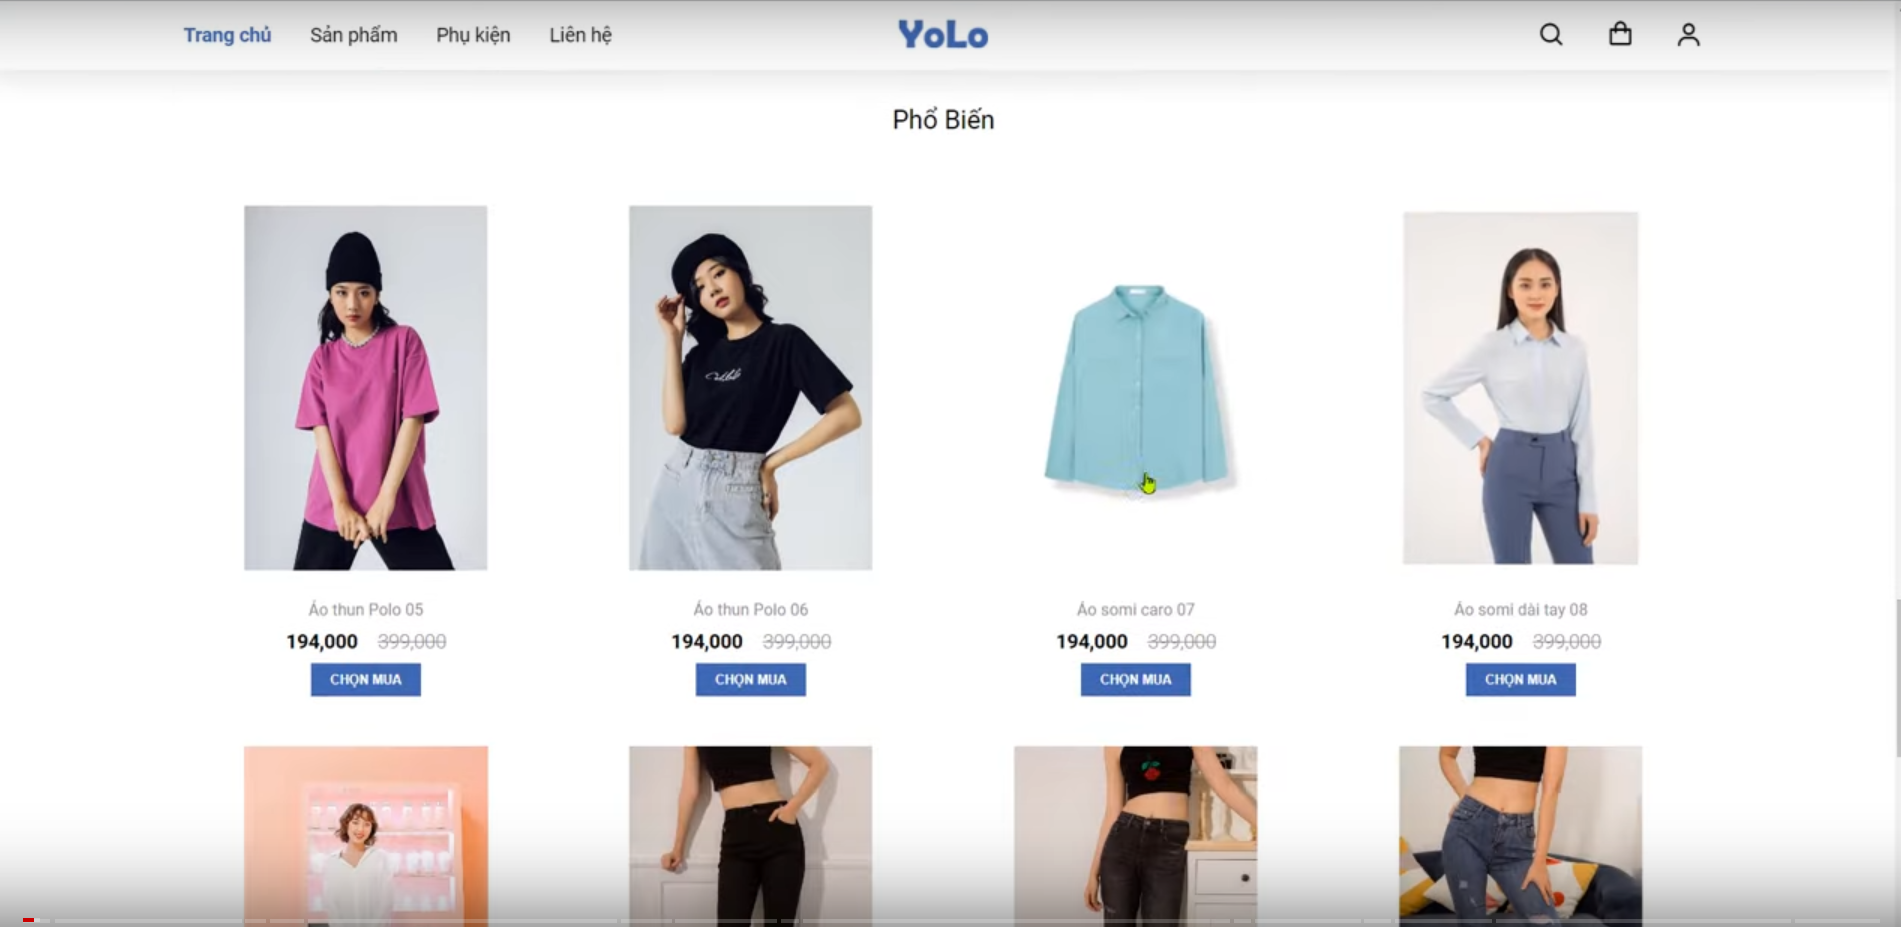 Trang chủ Sản phẩm Phụ kiện Liên hệ YoLo
Phổ Biến
Áo thun Polo 05 Áo thun Polo 06 Áo somi caro 07 Áo somi dài tay 08
194,000 399,000 194,000 399,000 194,000 399,000 194,000 399,000
CHỌN MUA CHỌN MUA CHỌN MUA CHỌN MUA